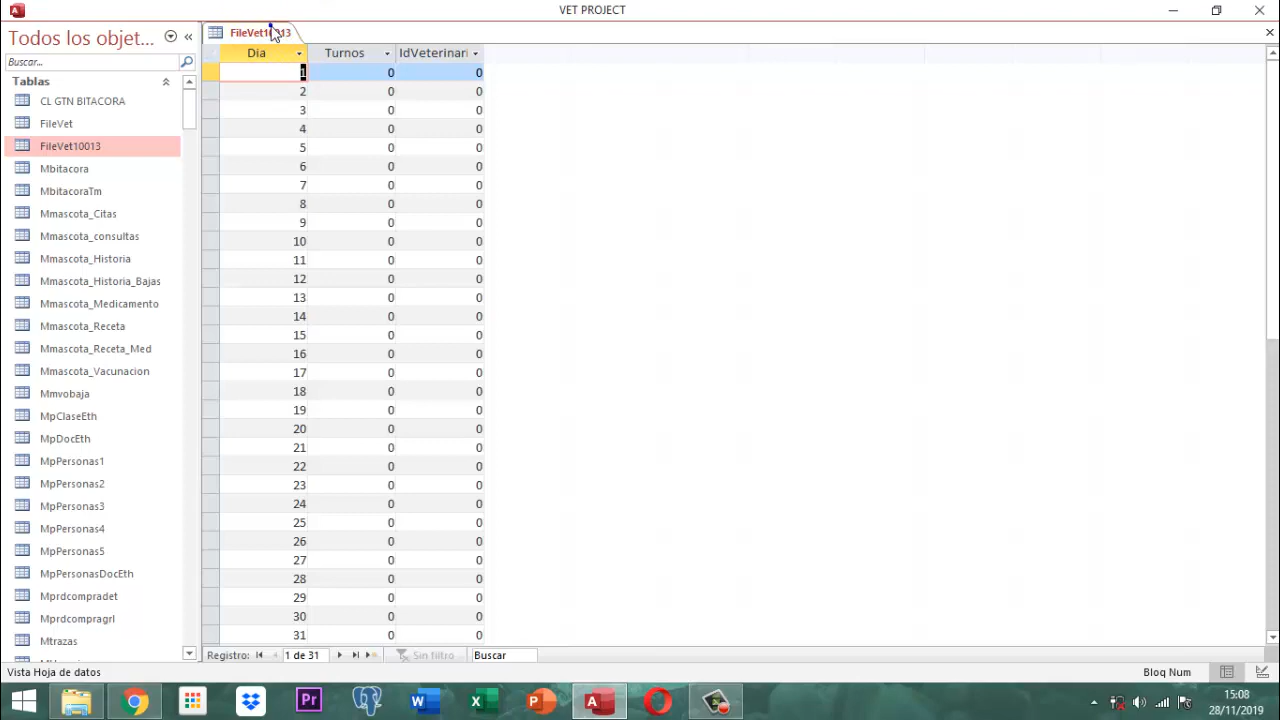 VET PROJECT
Todos los objet...
Buscar...
Tablas
CL GTN BITACORA
FileVet
FileVet10013
Mbitacora
MbitacoraTm
Mmascota_Citas
Mmascota_consultas
Mmascota_Historia
Mmascota_Historia_Bajas
Mmascota_Medicamento
Mmascota_Receta
Mmascota_Receta_Med
Mmascota_Vacunacion
Mmvobaja
MpClaseEth
MpDocEth
MpPersonas1
MpPersonas2
MpPersonas3
MpPersonas4
MpPersonas5
MpPersonasDocEth
Mprdcompradet
Mprdcompragrl
Mtrazas
FileVet10013
Dia Turnos IdVeterinari
1 0 0
2 0 0
3 0 0
4 0 0
5 0 0
6 0 0
7 0 0
8 0 0
9 0 0
10 0 0
11 0 0
12 0 0
13 0 0
14 0 0
15 0 0
16 0 0
17 0 0
18 0 0
19 0 0
20 0 0
21 0 0
22 0 0
23 0 0
24 0 0
25 0 0
26 0 0
27 0 0
28 0 0
29 0 0
30 0 0
31 0 0
Registro: 1 de 31 Sin filtro Buscar
Vista Hoja de datos Bloq Num
Pr
15:08
28/11/2019